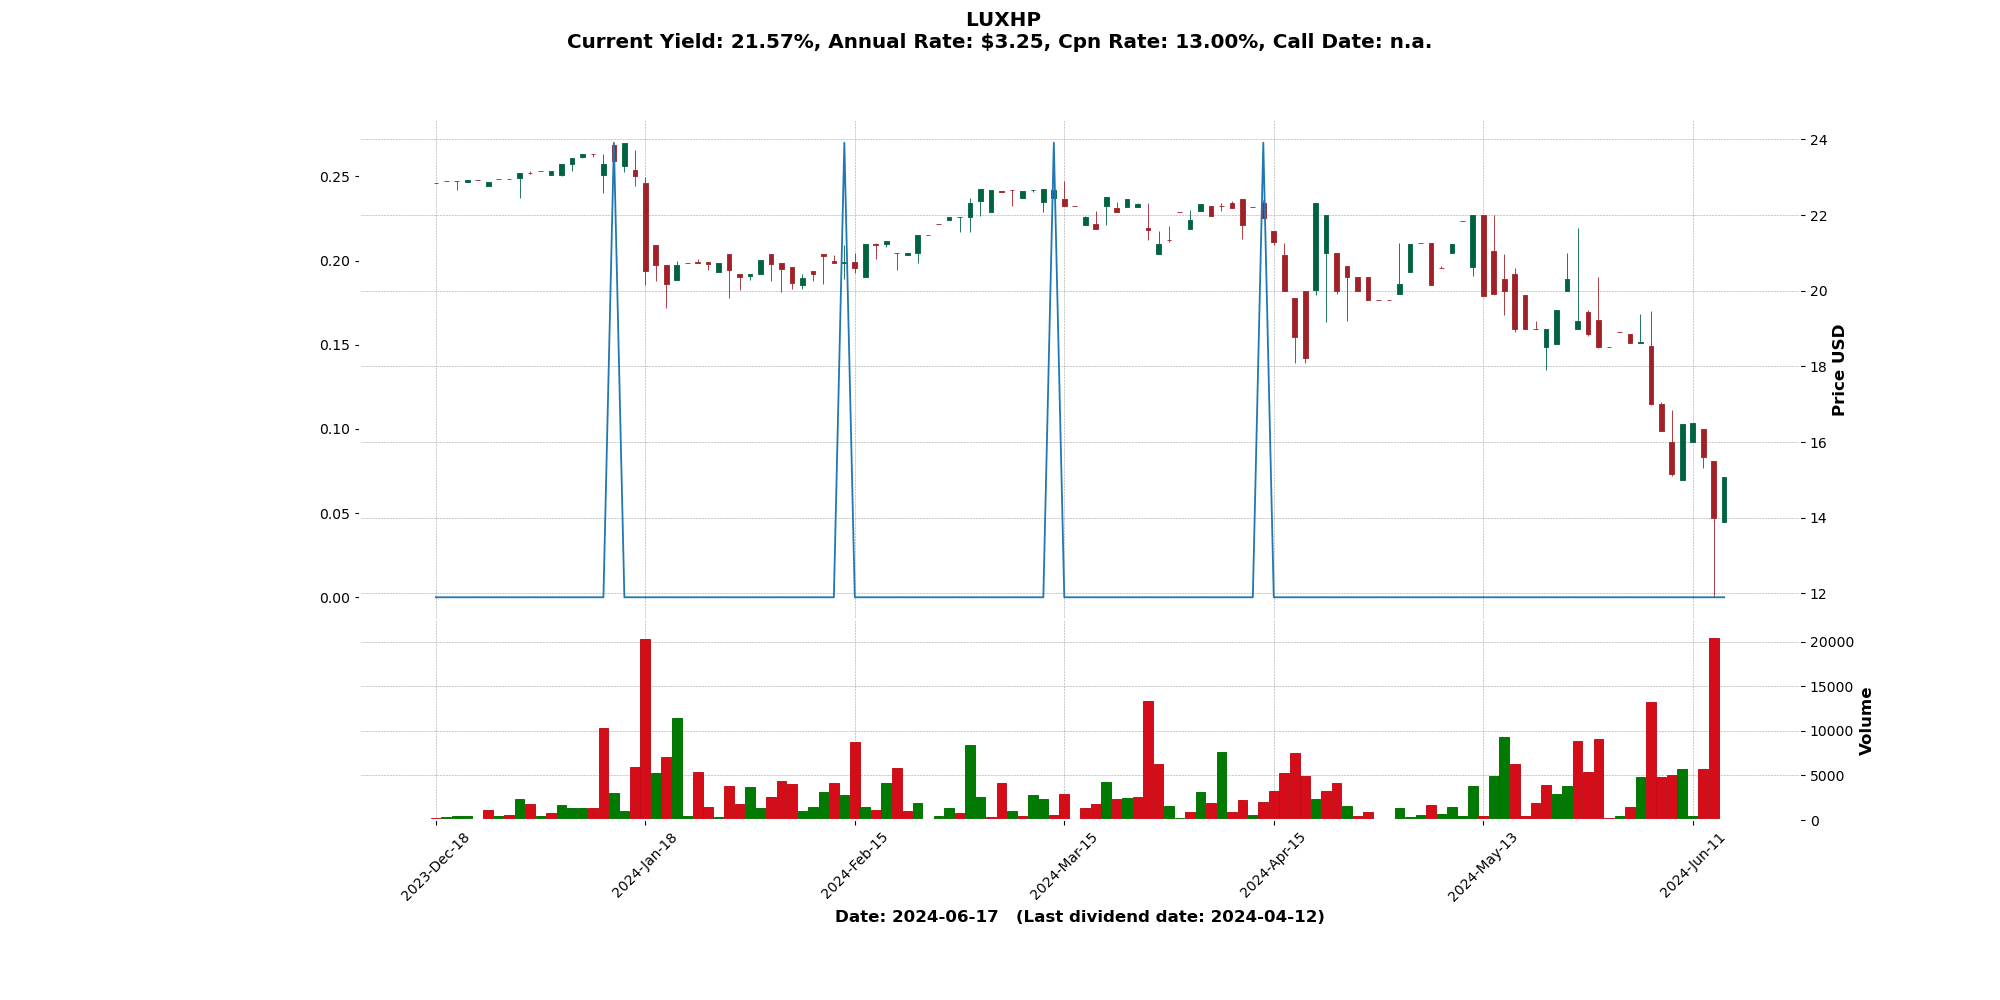 LUXHP
Current Yield: 21.57%, Annual Rate: $3.25, Cpn Rate: 13.00%, Call Date: n.a.
0.25
0.20
0.15
0.10
0.05
0.00
24
22
20
18
16
14
12
Price USD
20000
15000
10000
5000
0
Volume
2023-Dec-18
2024-Jan-18
2024-Feb-15
2024-Mar-15
2024-Apr-15
2024-May-13
2024-Jun-11
Date: 2024-06-17   (Last dividend date: 2024-04-12)